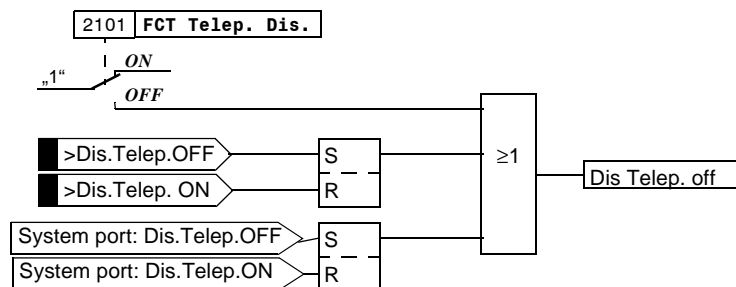 2101 FCT Telep. Dis.
ON
„1“
OFF
>Dis.Telep.OFF
S
≥1
>Dis.Telep. ON
R
Dis Telep. off
System port: Dis.Telep.OFF
S
System port: Dis.Telep.ON
R